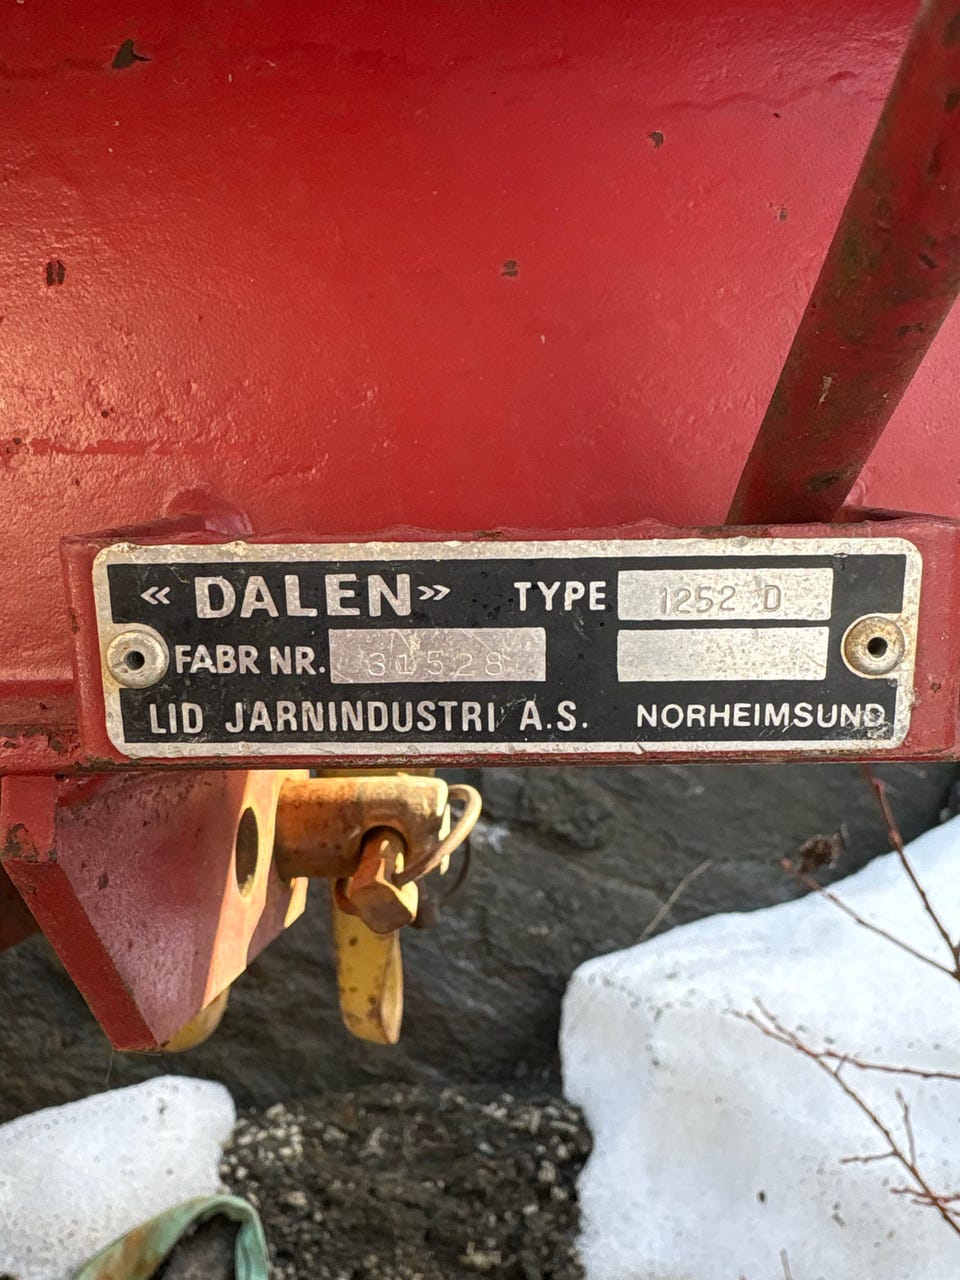 «DALEN» TYPE 1252 D
FABR NR. 31528
LID JARNINDUSTRI A.S. NORHEIMSUND